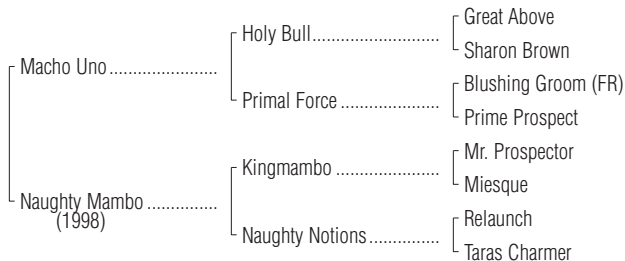 Great Above
Holy Bull..............................
Sharon Brown
Macho Uno.........................
Blushing Groom (FR)
Primal Force.......................
Prime Prospect
Mr. Prospector
Kingmambo........................
Miesque
Naughty Mambo................
(1998)
Relaunch
Naughty Notions................
Taras Charmer